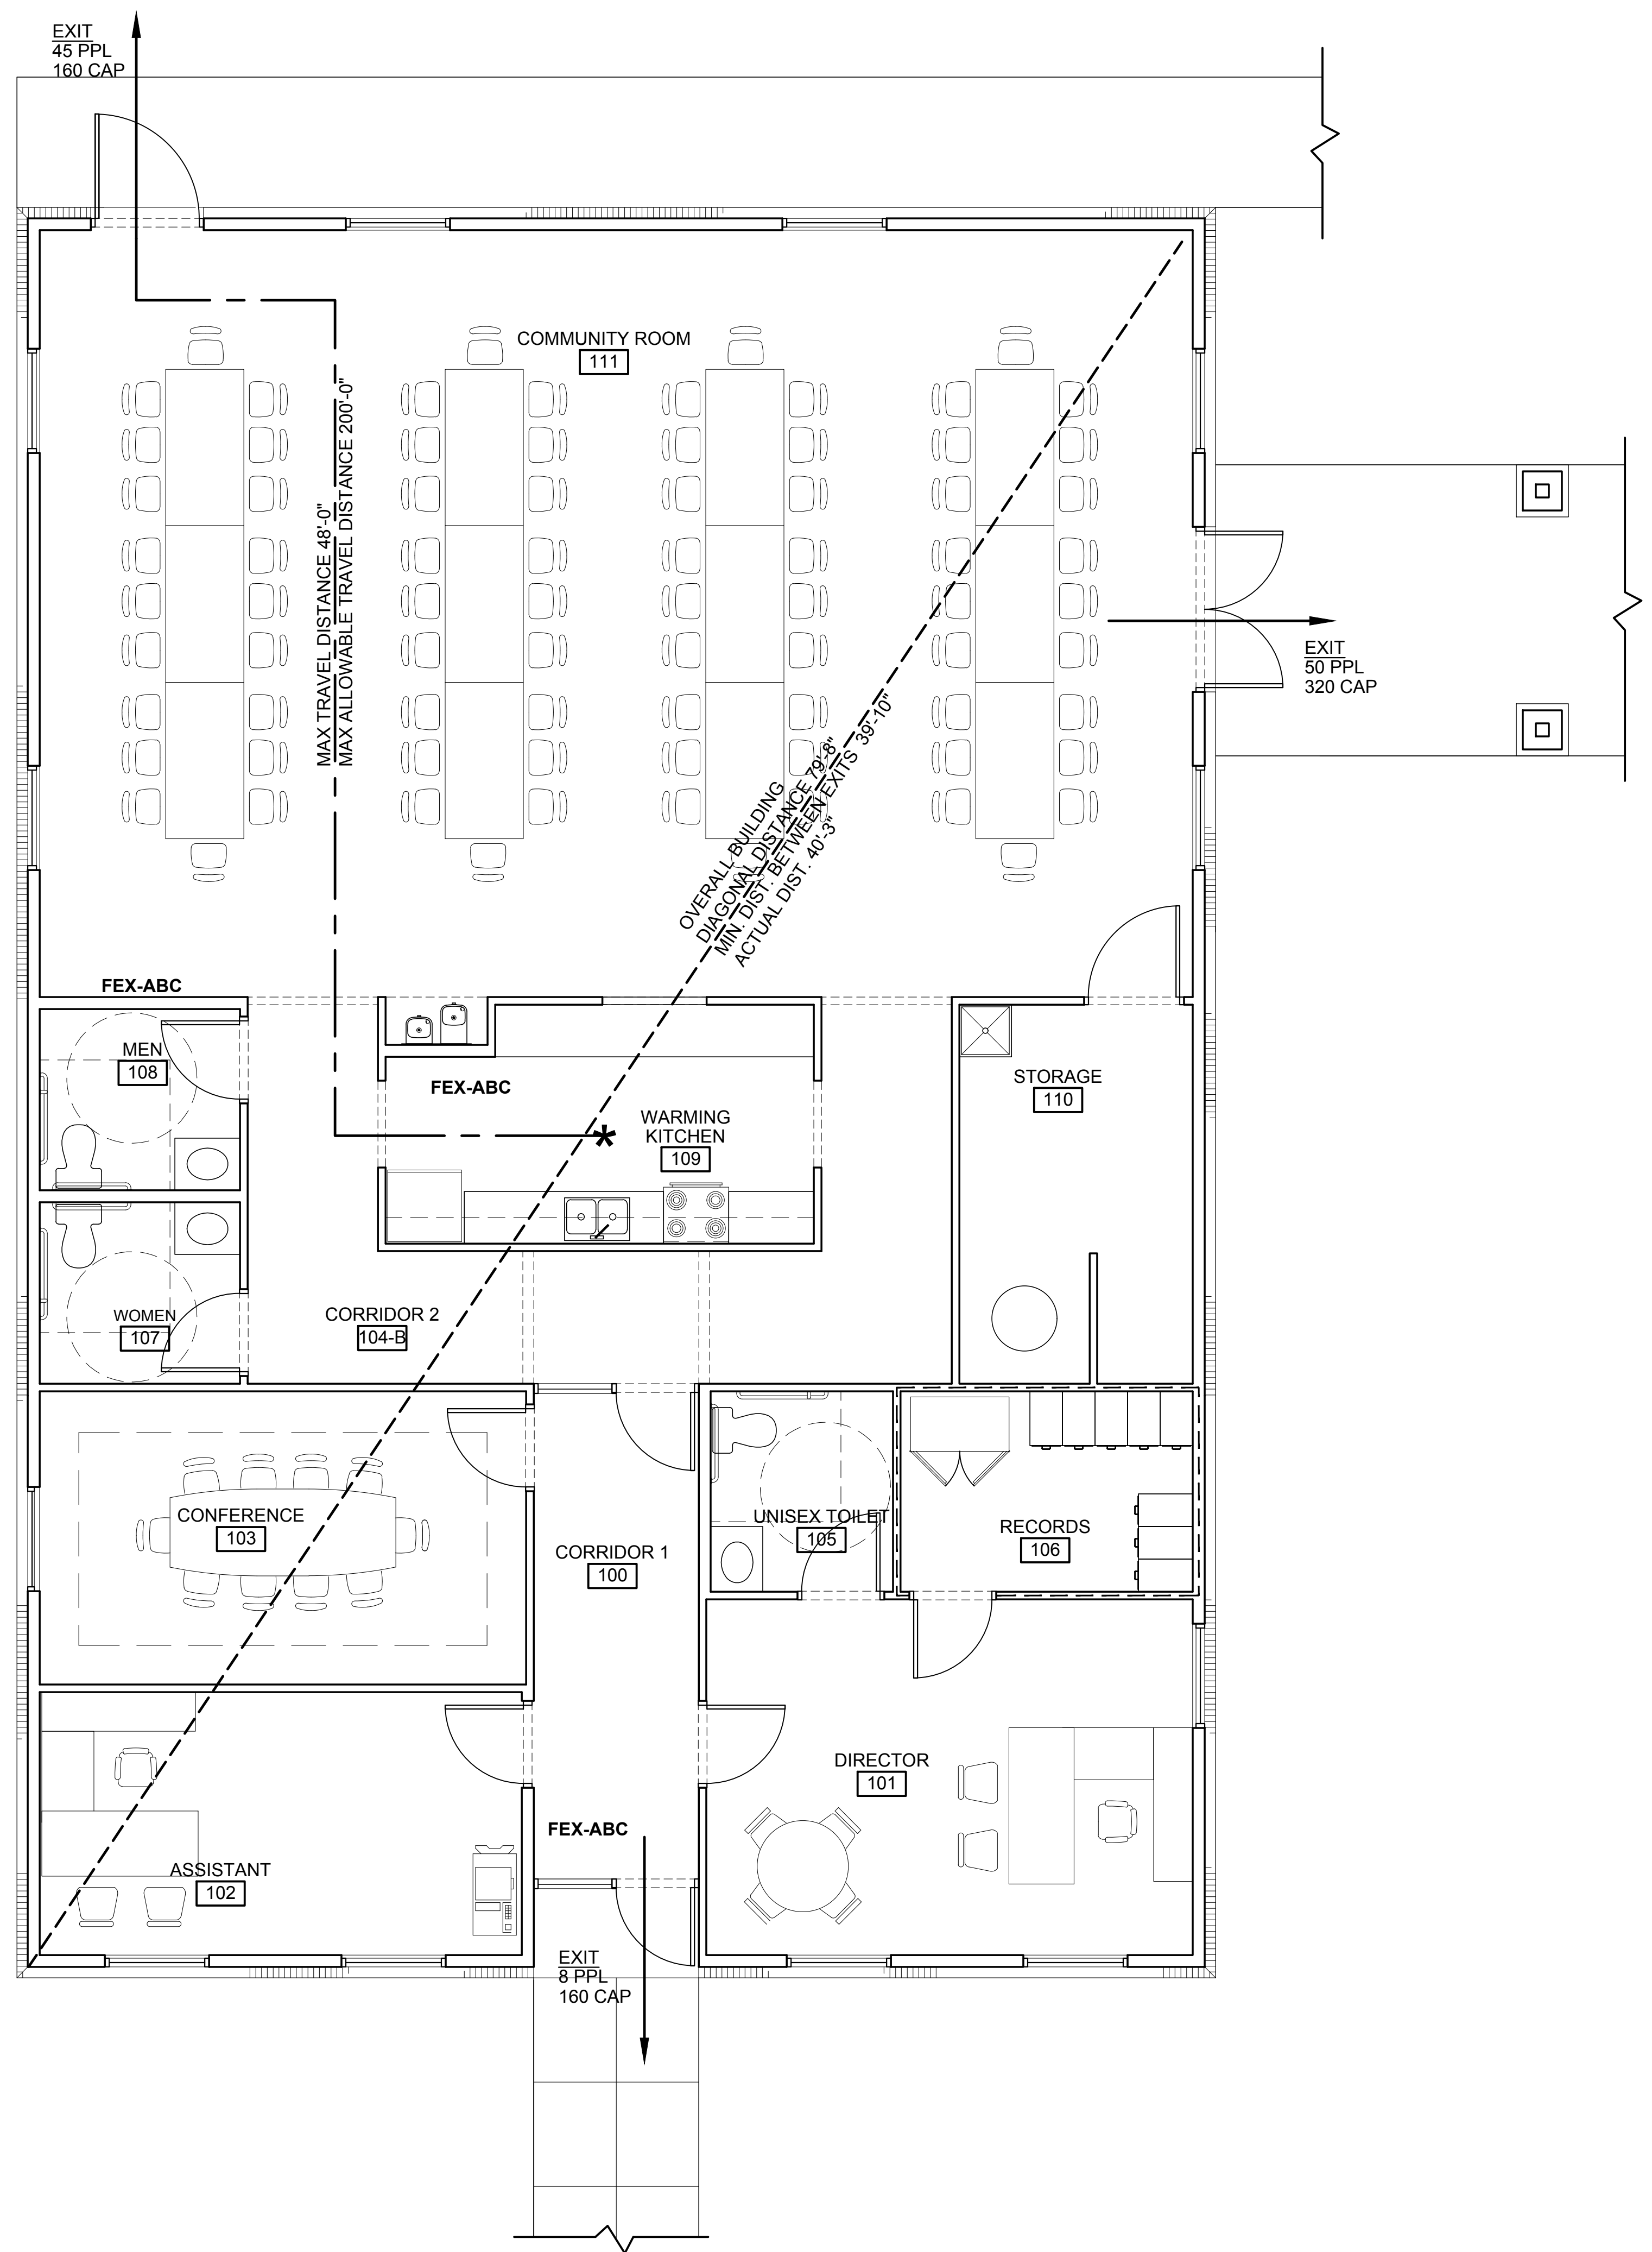 EXIT
45 PPL
160 CAP
COMMUNITY ROOM
111
MAX TRAVEL DISTANCE 48'-0"
MAX ALLOWABLE TRAVEL DISTANCE 200'-0"
EXIT
50 PPL
320 CAP
OVERALL BUILDING
DIAGONAL DISTANCE 79'-8"
MIN. DIST. BETWEEN EXITS 39'-10"
ACTUAL DIST. 40'-3"
FEX-ABC
MEN
108
FEX-ABC
STORAGE
110
WARMING
KITCHEN
109
WOMEN
107
CORRIDOR 2
104-B
CONFERENCE
103
CORRIDOR 1
100
UNISEX TOILET
105
RECORDS
106
DIRECTOR
101
FEX-ABC
ASSISTANT
102
EXIT
8 PPL
160 CAP